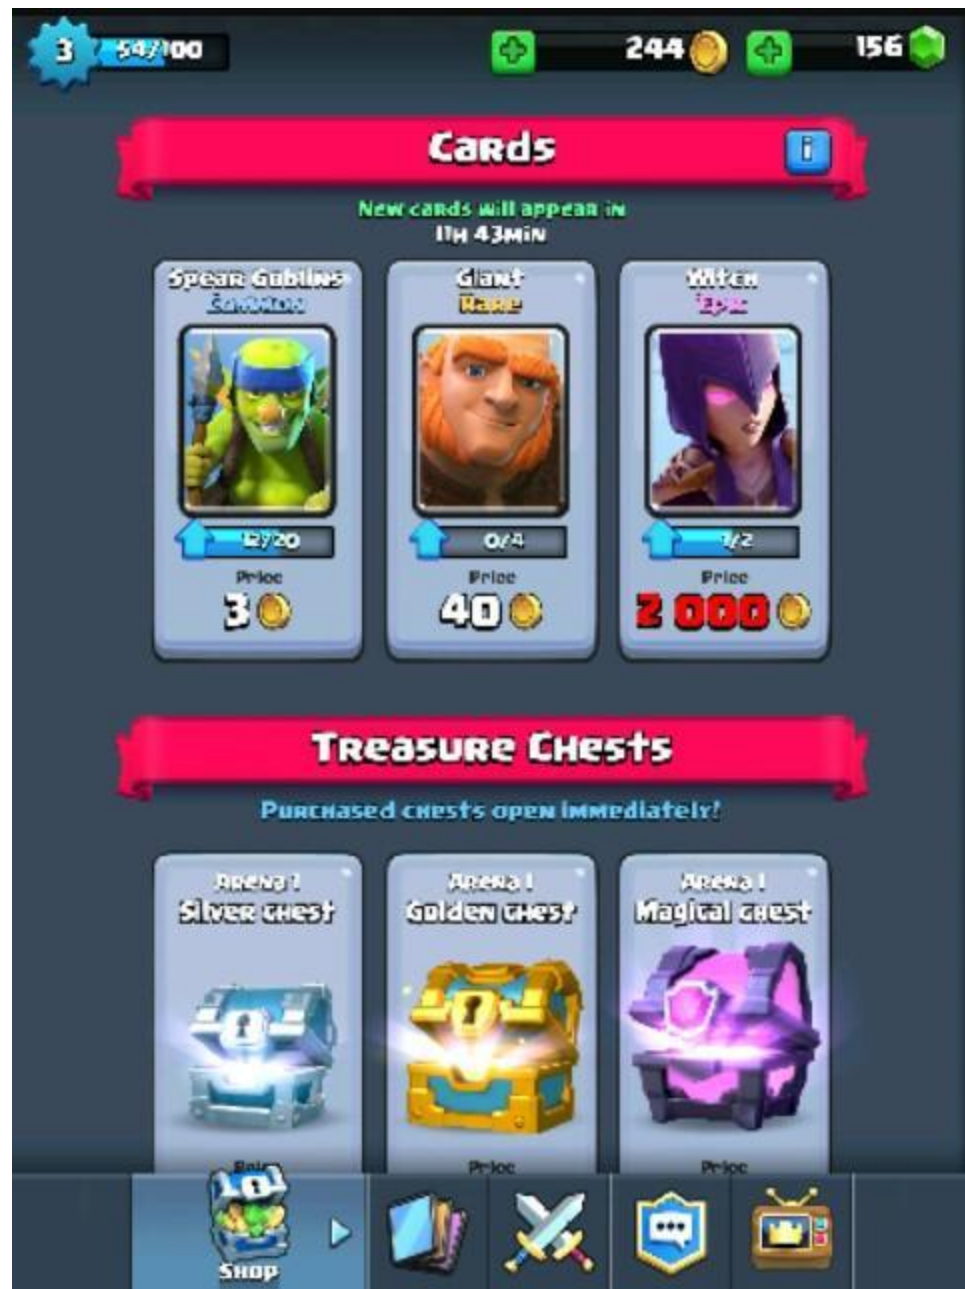 3 54/100 244 156
Cards i
New cards will appear in
11H 43MIN
Spear Goblins Giant Witch
Common Rare Epic
12/20 0/4 1/2
Price Price Price
3 40 2 000
Treasure Chests
Purchased chests open immediately!
Arena 1 Arena 1 Arena 1
Silver chest Golden chest Magical chest
Price Price Price
Shop